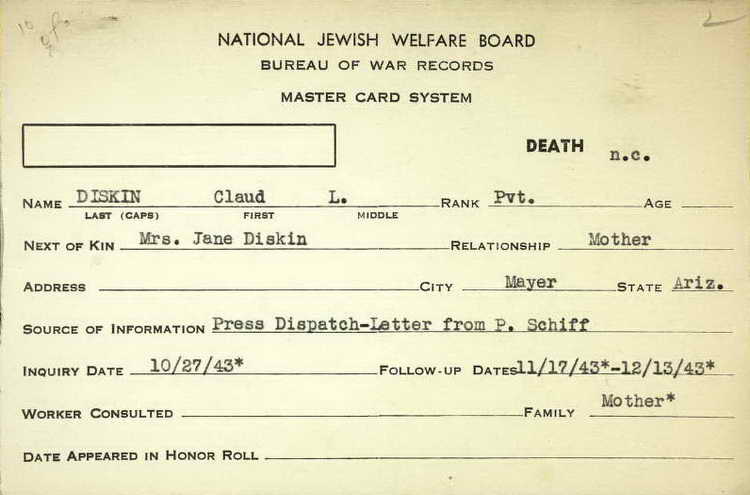 NATIONAL JEWISH WELFARE BOARD
BUREAU OF WAR RECORDS
MASTER CARD SYSTEM
DEATH n.c.
NAME DISKIN Claud L. RANK Pvt. AGE
LAST (CAPS) FIRST MIDDLE
NEXT OF KIN Mrs. Jane Diskin RELATIONSHIP Mother
ADDRESS CITY Mayer STATE Ariz.
SOURCE OF INFORMATION Press Dispatch-Letter from P. Schiff
INQUIRY DATE 10/27/43* FOLLOW-UP DATES 11/17/43*-12/13/43*
WORKER CONSULTED FAMILY Mother*
DATE APPEARED IN HONOR ROLL